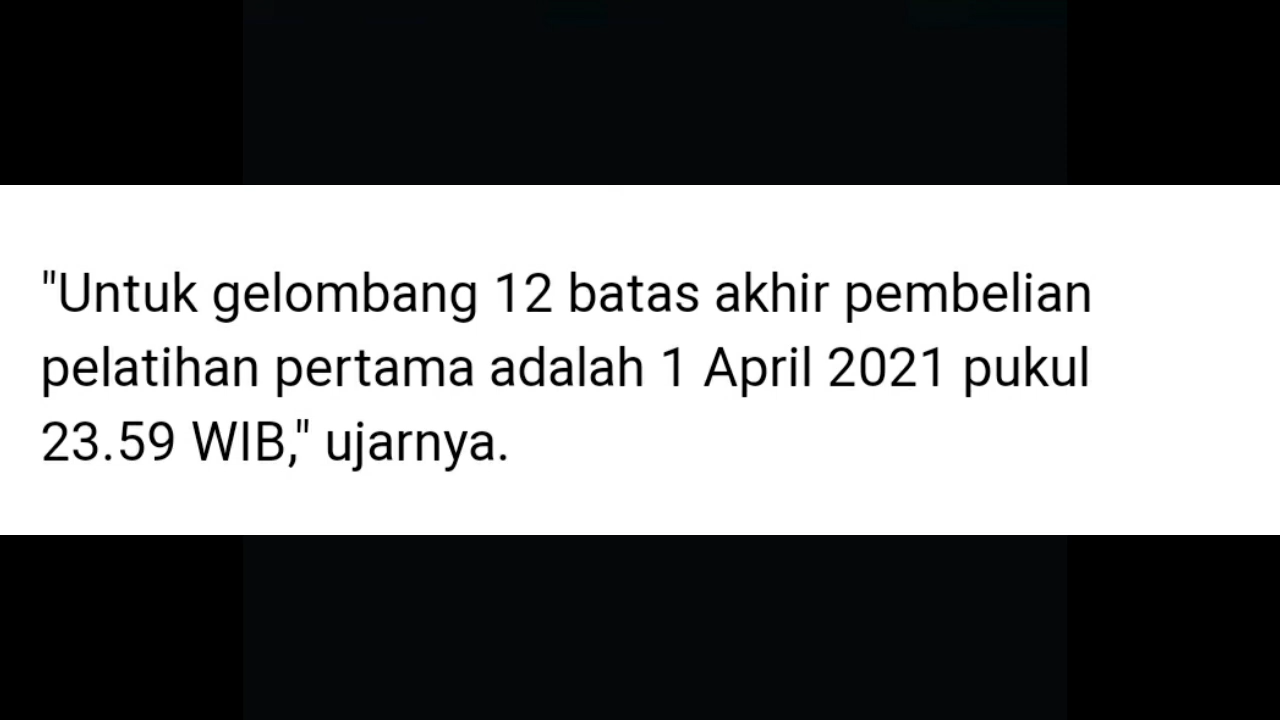 "Untuk gelombang 12 batas akhir pembelian
pelatihan pertama adalah 1 April 2021 pukul
23.59 WIB," ujarnya.